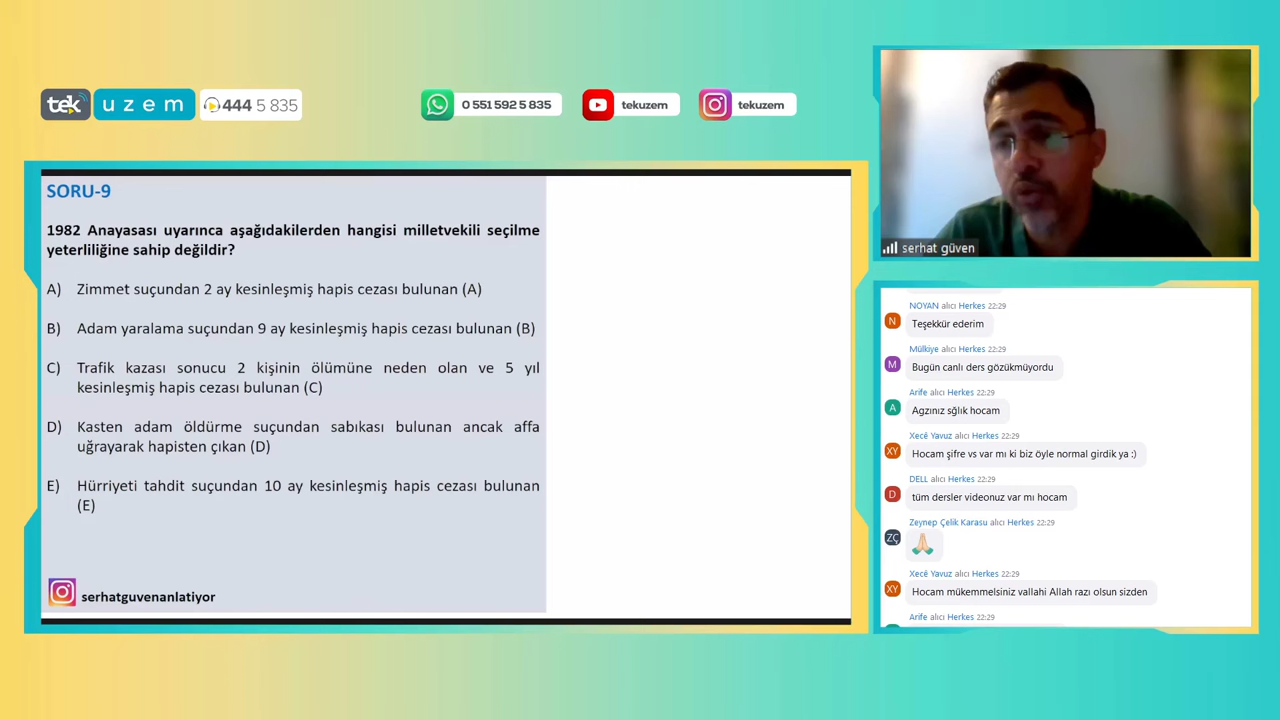 tek uzem 444 5 835
0 551 592 5 835
tekuzem
tekuzem
SORU-9
1982 Anayasası uyarınca aşağıdakilerden hangisi milletvekili seçilme
yeterliliğine sahip değildir?
A) Zimmet suçundan 2 ay kesinleşmiş hapis cezası bulunan (A)
B) Adam yaralama suçundan 9 ay kesinleşmiş hapis cezası bulunan (B)
C) Trafik kazası sonucu 2 kişinin ölümüne neden olan ve 5 yıl
kesinleşmiş hapis cezası bulunan (C)
D) Kasten adam öldürme suçundan sabıkası bulunan ancak affa
uğrayarak hapisten çıkan (D)
E) Hürriyeti tahdit suçundan 10 ay kesinleşmiş hapis cezası bulunan
(E)
serhatguvenanlatiyor
serhat güven
NOYAN alıcı Herkes 22:29
N Teşekkür ederim
Mülkiye alıcı Herkes 22:29
M Bugün canlı ders gözükmüyordu
Arife alıcı Herkes 22:29
A Agzınız sğlık hocam
Xecê Yavuz alıcı Herkes 22:29
XY Hocam şifre vs var mı ki biz öyle normal girdik ya :)
DELL alıcı Herkes 22:29
D tüm dersler videonuz var mı hocam
Zeynep Çelik Karasu alıcı Herkes 22:29
ZÇ 🙏🏻
Xecê Yavuz alıcı Herkes 22:29
XY Hocam mükemmelsiniz vallahi Allah razı olsun sizden
Arife alıcı Herkes 22:29